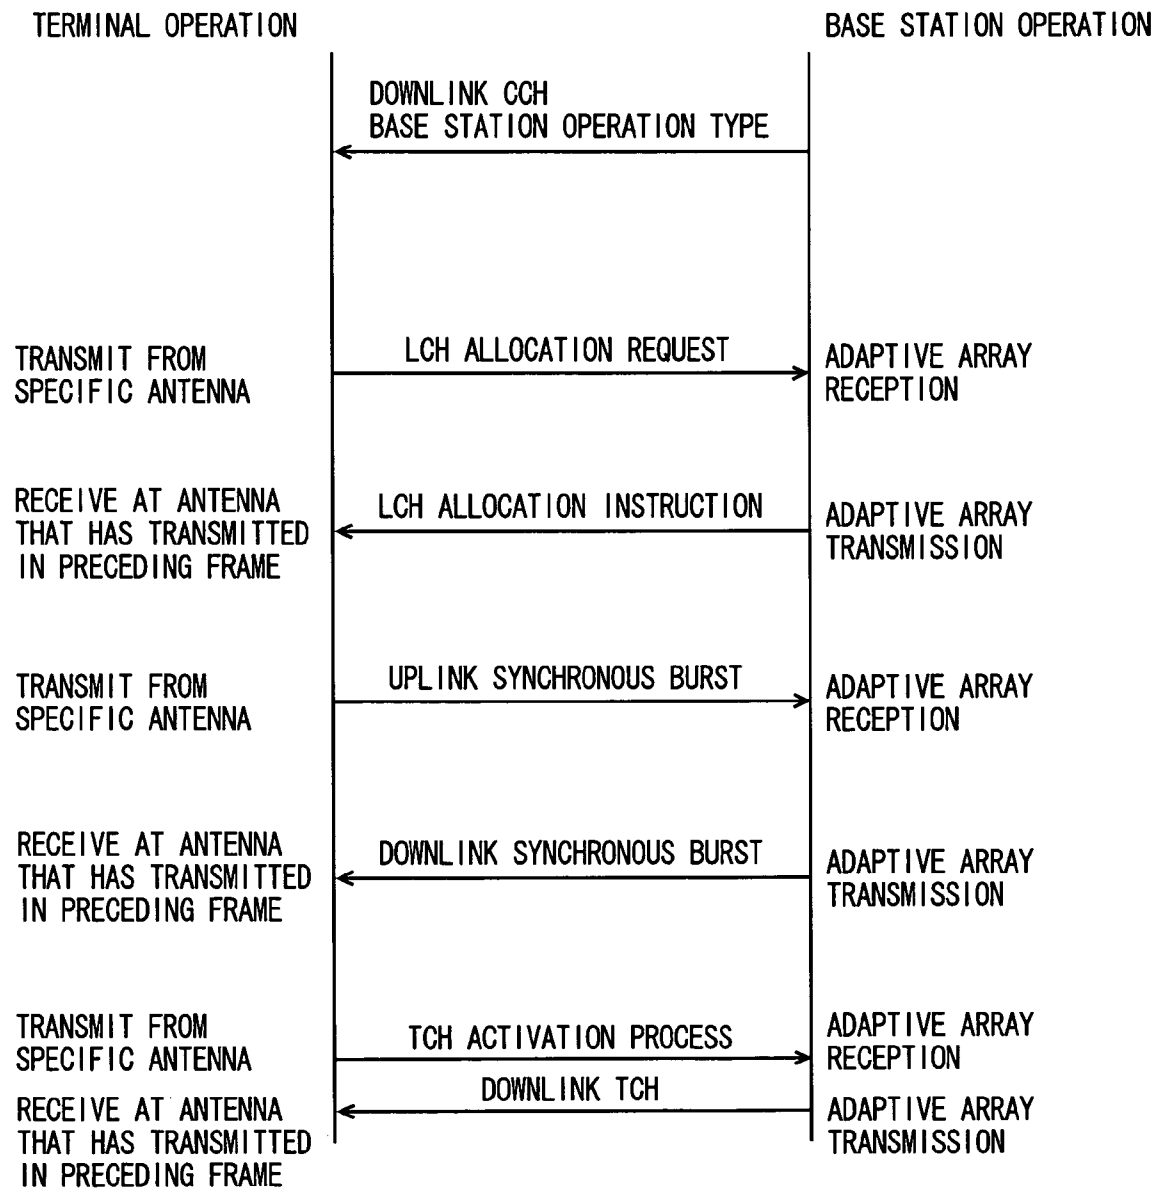 TERMINAL OPERATION
BASE STATION OPERATION
DOWNLINK CCH
BASE STATION OPERATION TYPE
TRANSMIT FROM
SPECIFIC ANTENNA
LCH ALLOCATION REQUEST
ADAPTIVE ARRAY
RECEPTION
RECEIVE AT ANTENNA
THAT HAS TRANSMITTED
IN PRECEDING FRAME
LCH ALLOCATION INSTRUCTION
ADAPTIVE ARRAY
TRANSMISSION
TRANSMIT FROM
SPECIFIC ANTENNA
UPLINK SYNCHRONOUS BURST
ADAPTIVE ARRAY
RECEPTION
RECEIVE AT ANTENNA
THAT HAS TRANSMITTED
IN PRECEDING FRAME
DOWNLINK SYNCHRONOUS BURST
ADAPTIVE ARRAY
TRANSMISSION
TRANSMIT FROM
SPECIFIC ANTENNA
TCH ACTIVATION PROCESS
ADAPTIVE ARRAY
RECEPTION
DOWNLINK TCH
RECEIVE AT ANTENNA
THAT HAS TRANSMITTED
IN PRECEDING FRAME
ADAPTIVE ARRAY
TRANSMISSION